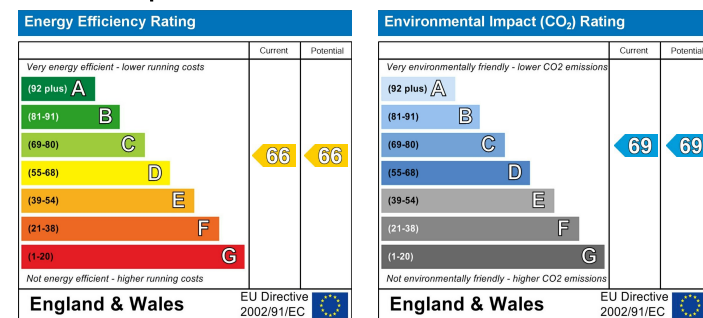 Energy Efficiency Rating
Current Potential
Very energy efficient - lower running costs
(92 plus) A
(81-91) B
(69-80) C
(55-68) D
(39-54) E
(21-38) F
(1-20) G
66 66
Not energy efficient - higher running costs
England & Wales
EU Directive
2002/91/EC
Environmental Impact (CO₂) Rating
Current Potential
Very environmentally friendly - lower CO2 emissions
(92 plus) A
(81-91) B
(69-80) C
(55-68) D
(39-54) E
(21-38) F
(1-20) G
69 69
Not environmentally friendly - higher CO2 emissions
England & Wales
EU Directive
2002/91/EC